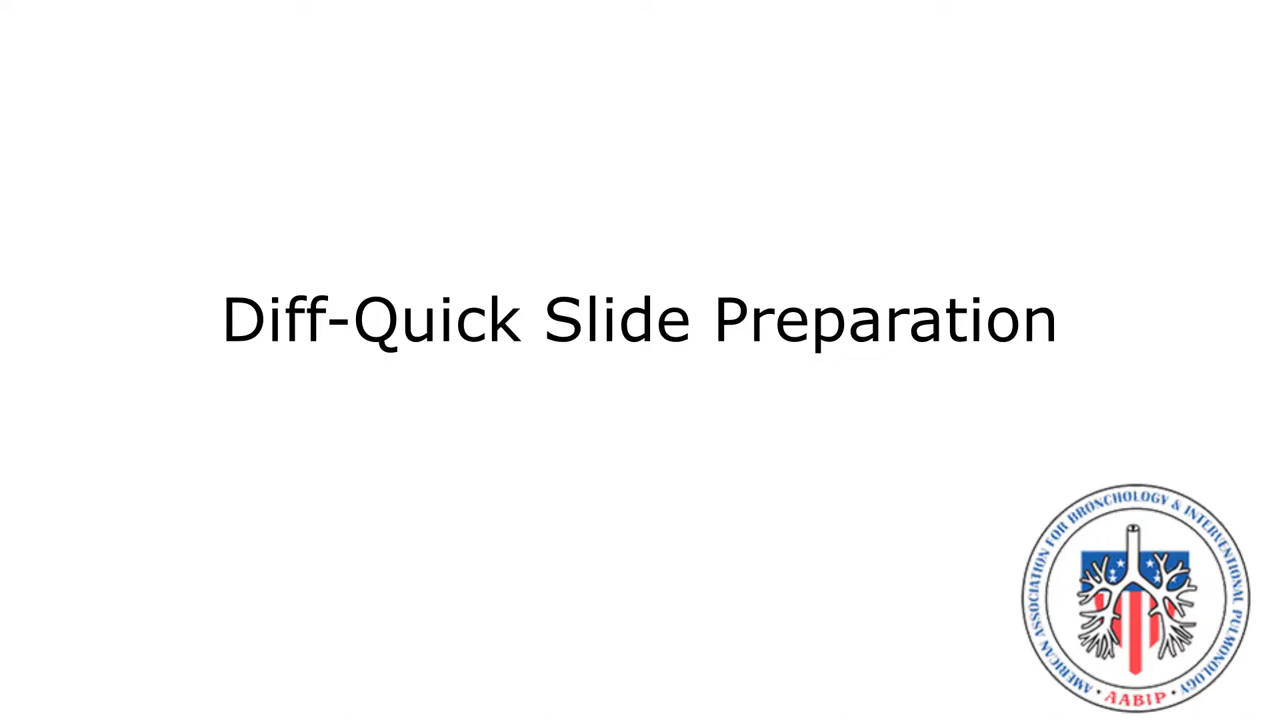 Diff-Quick Slide Preparation
AMERICAN ASSOCIATION FOR BRONCHOLOGY & INTERVENTIONAL PULMONOLOGY
• AABIP •